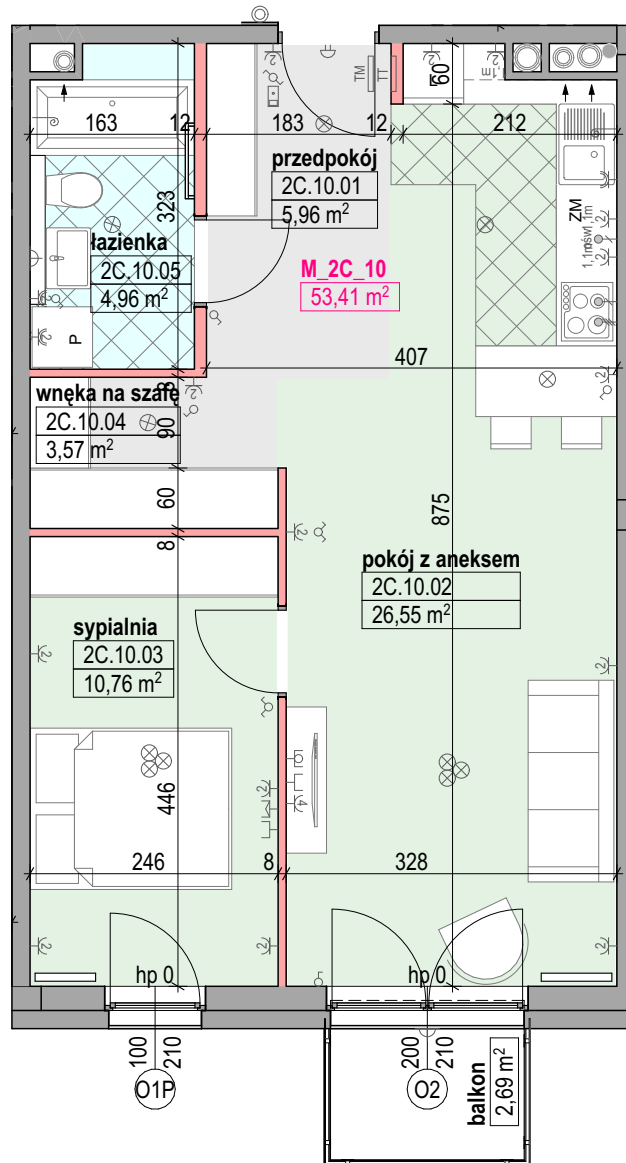 163
12
183
12
212
60
TM
TT
przedpokój
2C.10.01
5,96 m²
323
łazienka
2C.10.05
4,96 m²
P
M_2C_10
53,41 m²
ZM
407
wnęka na szafę
2C.10.04
3,57 m²
8
90
60
8
875
pokój z aneksem
2C.10.02
26,55 m²
sypialnia
2C.10.03
10,76 m²
446
246
8
328
hp 0
hp 0
100
210
O1P
200
210
O2
balkon
2,69 m²